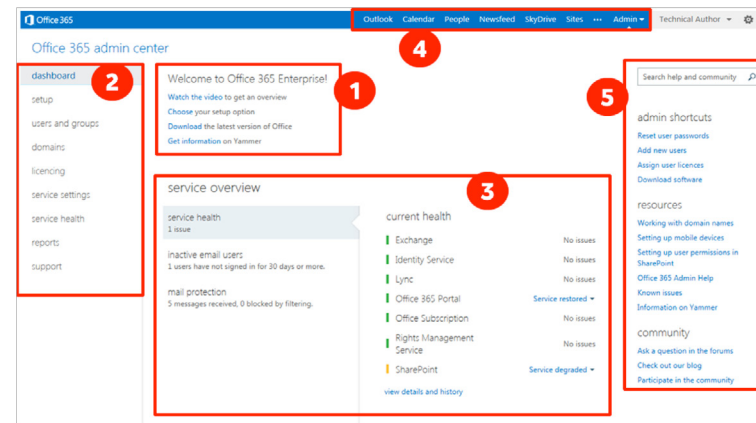 Office 365
Outlook Calendar People Newsfeed SkyDrive Sites ••• Admin Technical Author
4
Office 365 admin center
2
dashboard
setup
users and groups
domains
licencing
service settings
service health
reports
support
1
Welcome to Office 365 Enterprise!
Watch the video to get an overview
Choose your setup option
Download the latest version of Office
Get information on Yammer
3
service overview
service health
1 issue
inactive email users
1 users have not signed in for 30 days or more.
mail protection
5 messages received, 0 blocked by filtering.
current health
Exchange No issues
Identity Service No issues
Lync No issues
Office 365 Portal Service restored
Office Subscription No issues
Rights Management
Service No issues
SharePoint Service degraded
view details and history
5
Search help and community
admin shortcuts
Reset user passwords
Add new users
Assign user licences
Download software
resources
Working with domain names
Setting up mobile devices
Setting up user permissions in
SharePoint
Office 365 Admin Help
Known issues
Information on Yammer
community
Ask a question in the forums
Check out our blog
Participate in the community